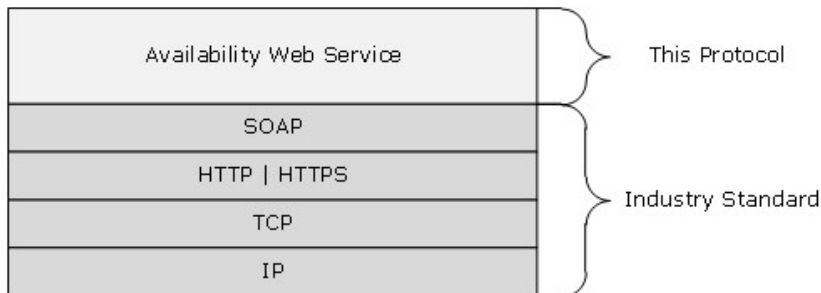 Availability Web Service
This Protocol
SOAP
HTTP | HTTPS
Industry Standard
TCP
IP